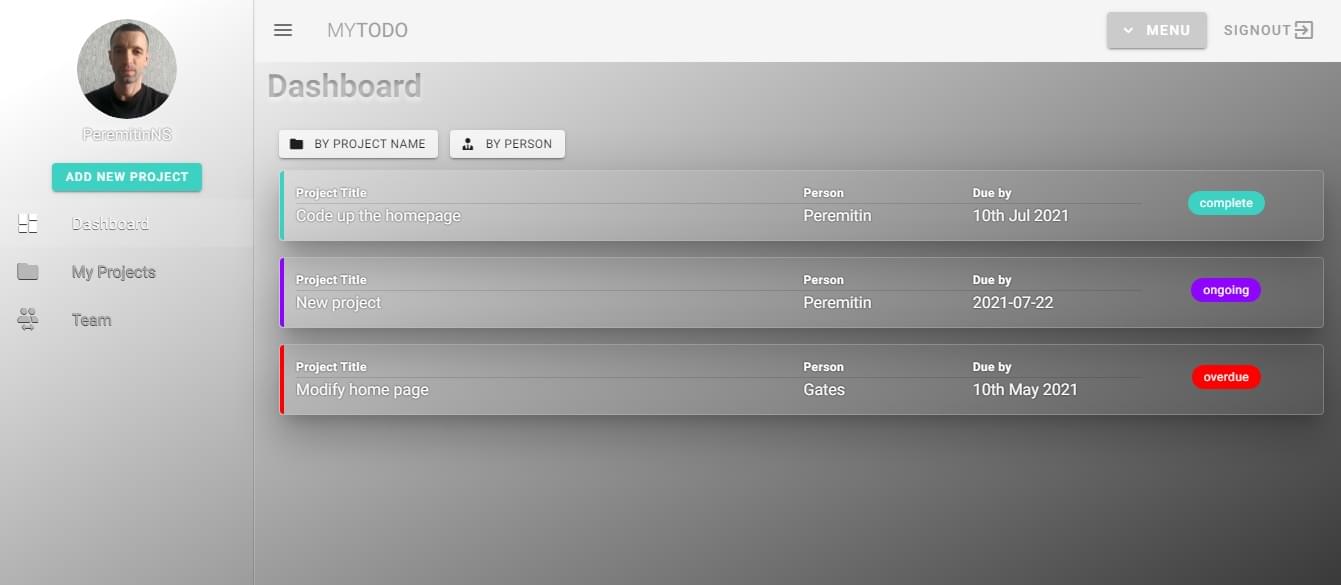 PeremitinNS
ADD NEW PROJECT
Dashboard
My Projects
Team
MYTODO
MENU
SIGNOUT
Dashboard
BY PROJECT NAME
BY PERSON
Project Title Person Due by
Code up the homepage Peremitin 10th Jul 2021 complete
Project Title Person Due by
New project Peremitin 2021-07-22 ongoing
Project Title Person Due by
Modify home page Gates 10th May 2021 overdue